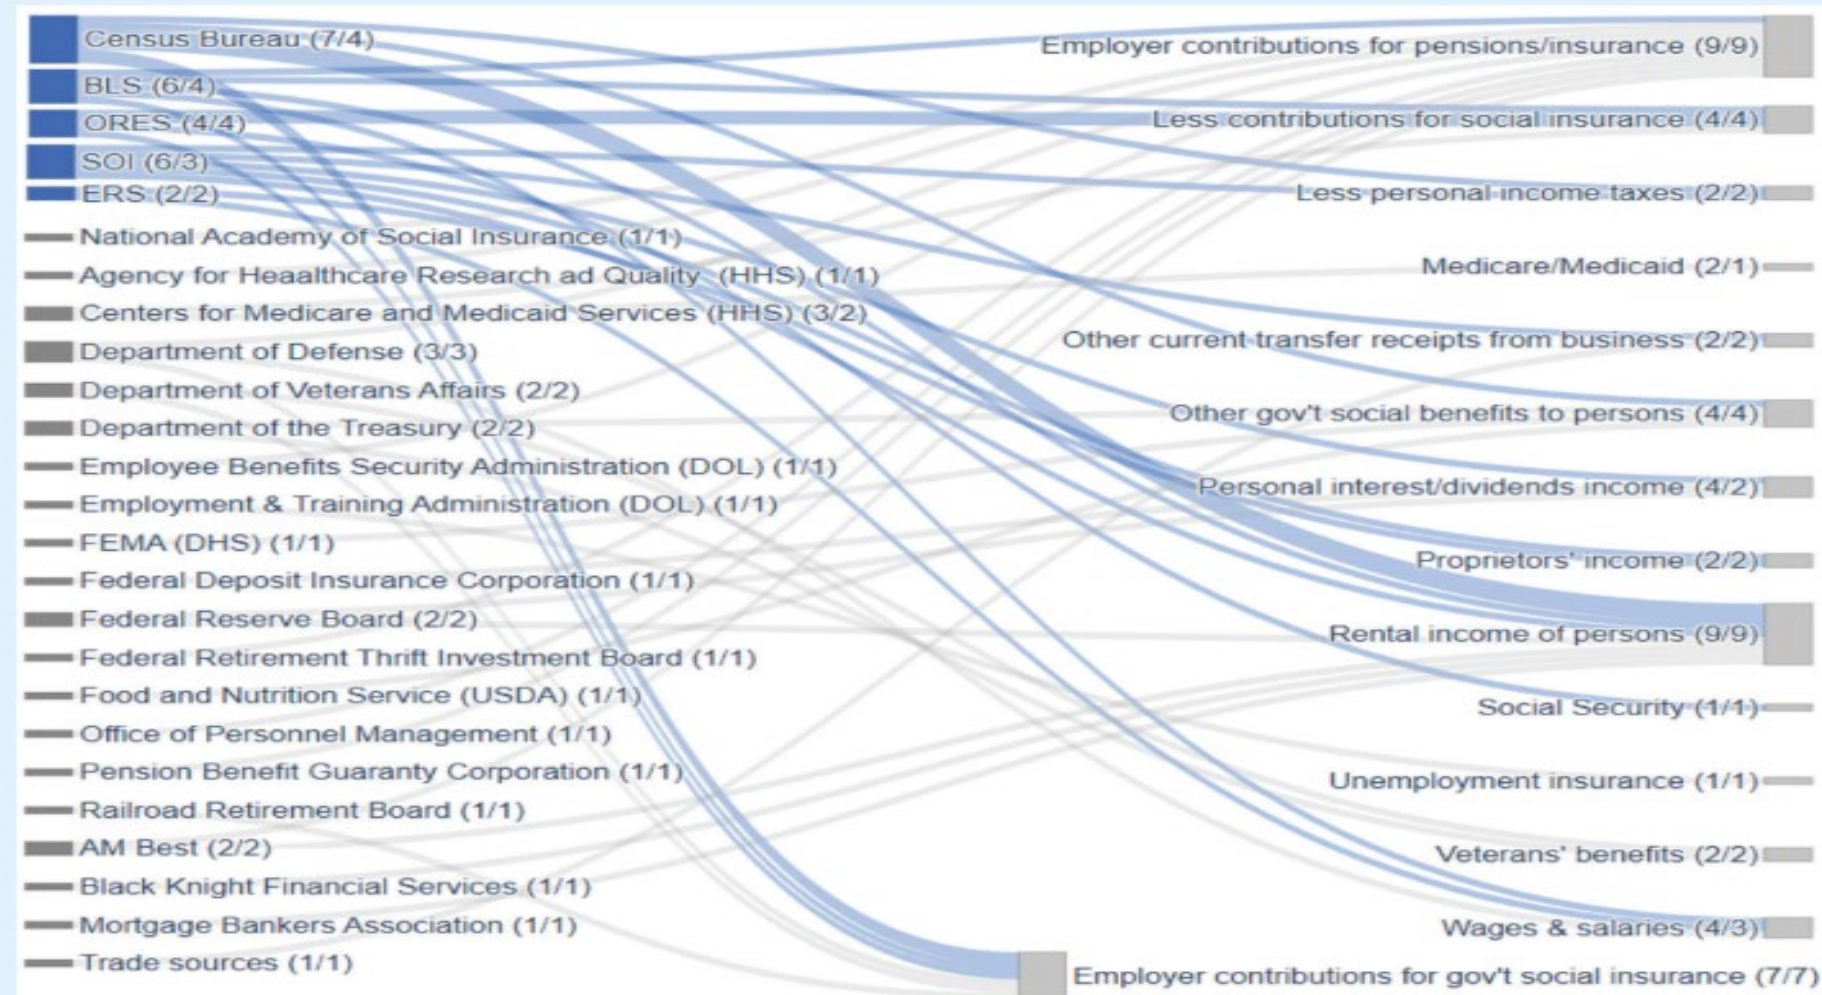 Census Bureau (7/4)
BLS (6/4)
ORES (4/4)
SOI (6/3)
ERS (2/2)
National Academy of Social Insurance (1/1)
Agency for Heaalthcare Research ad Quality (HHS) (1/1)
Centers for Medicare and Medicaid Services (HHS) (3/2)
Department of Defense (3/3)
Department of Veterans Affairs (2/2)
Department of the Treasury (2/2)
Employee Benefits Security Administration (DOL) (1/1)
Employment & Training Administration (DOL) (1/1)
FEMA (DHS) (1/1)
Federal Deposit Insurance Corporation (1/1)
Federal Reserve Board (2/2)
Federal Retirement Thrift Investment Board (1/1)
Food and Nutrition Service (USDA) (1/1)
Office of Personnel Management (1/1)
Pension Benefit Guaranty Corporation (1/1)
Railroad Retirement Board (1/1)
AM Best (2/2)
Black Knight Financial Services (1/1)
Mortgage Bankers Association (1/1)
Trade sources (1/1)
Employer contributions for pensions/insurance (9/9)
Less contributions for social insurance (4/4)
Less personal income taxes (2/2)
Medicare/Medicaid (2/1)
Other current transfer receipts from business (2/2)
Other gov't social benefits to persons (4/4)
Personal interest/dividends income (4/2)
Proprietors' income (2/2)
Rental income of persons (9/9)
Social Security (1/1)
Unemployment insurance (1/1)
Veterans' benefits (2/2)
Wages & salaries (4/3)
Employer contributions for gov't social insurance (7/7)